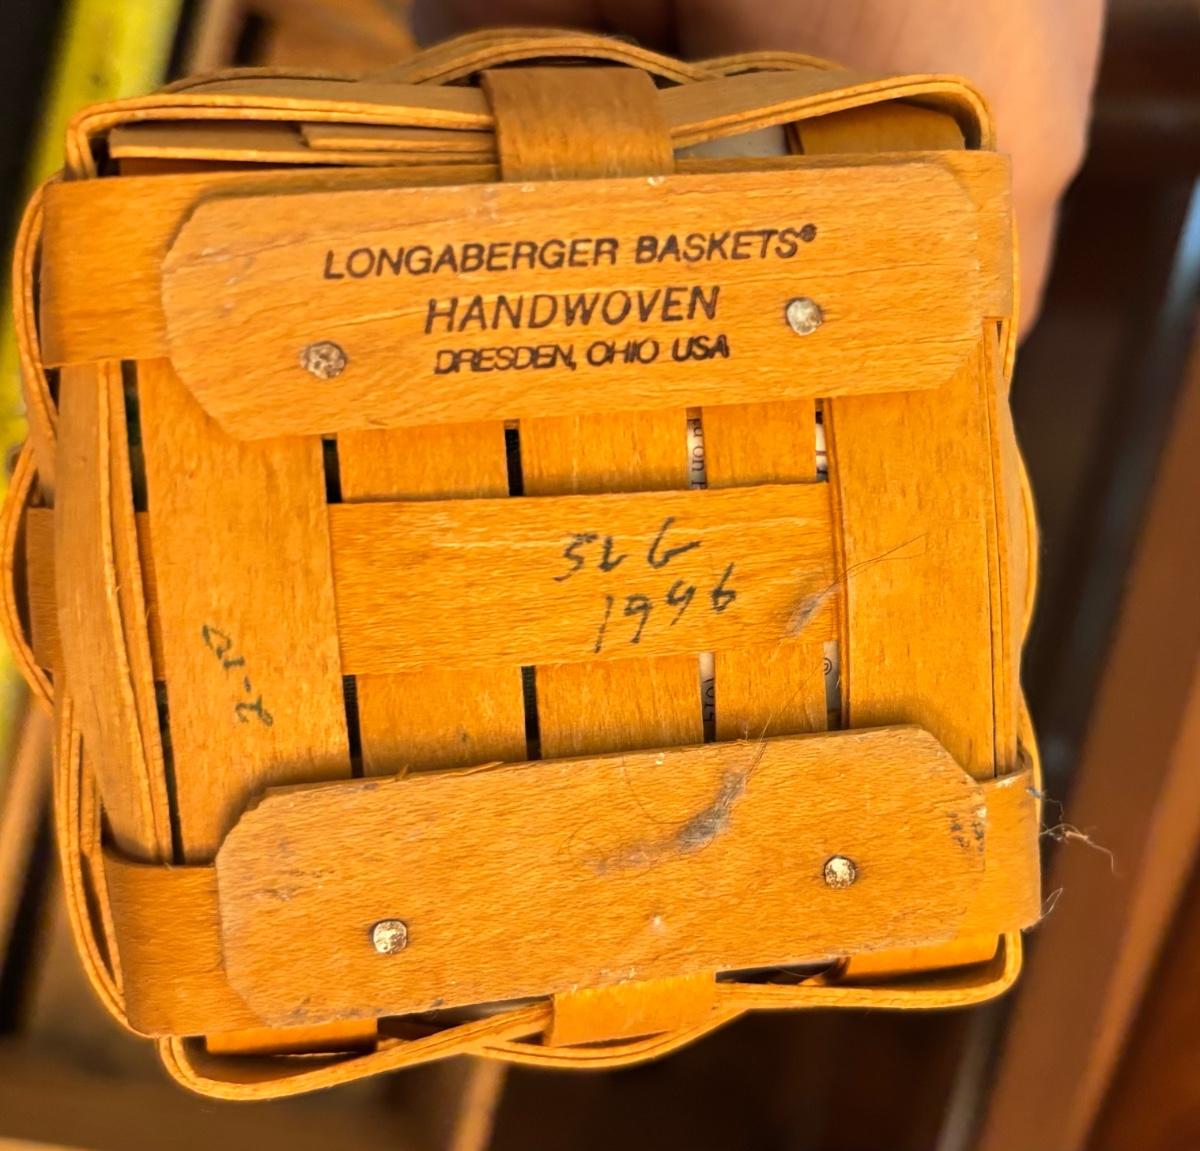 LONGABERGER BASKETS®
HANDWOVEN
DRESDEN, OHIO USA
SLG
1996